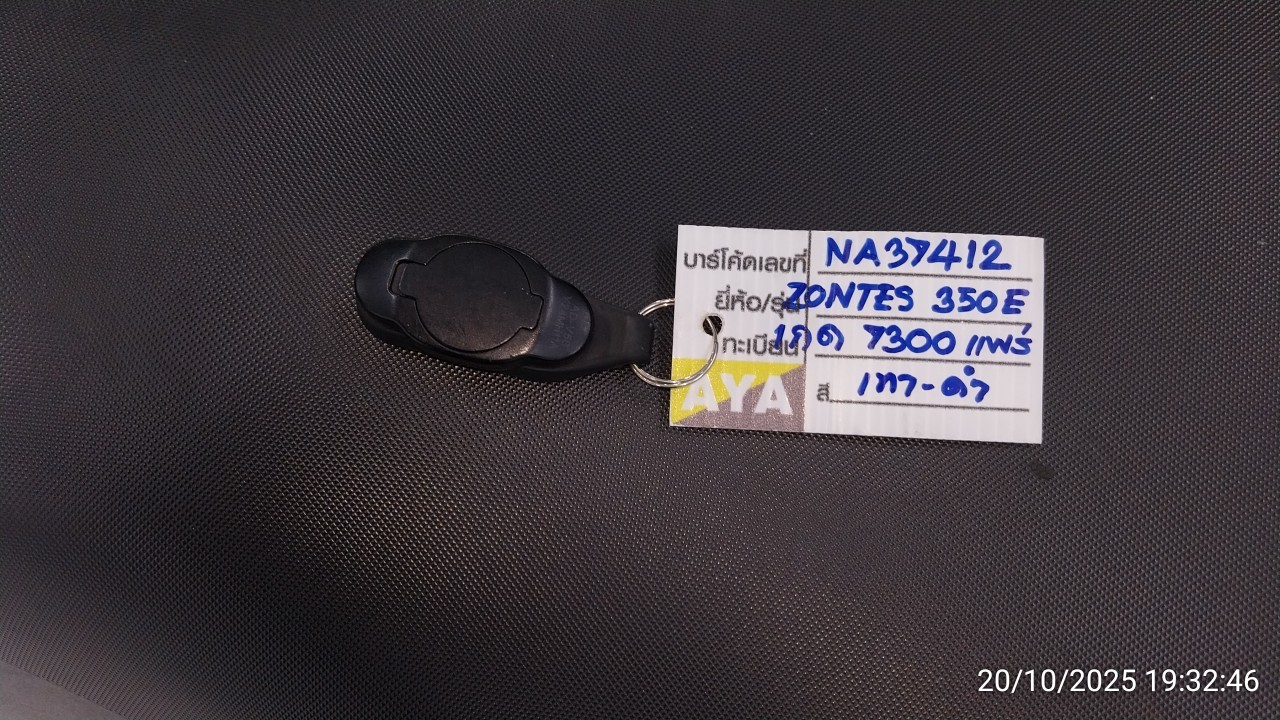 บาร์โค้ดเลขที่ NA37412
ยี่ห้อ/รุ่น ZONTES 350E
ทะเบียน 1กด 7300 แพร่
AYA
สี เทา-ดำ
20/10/2025 19:32:46